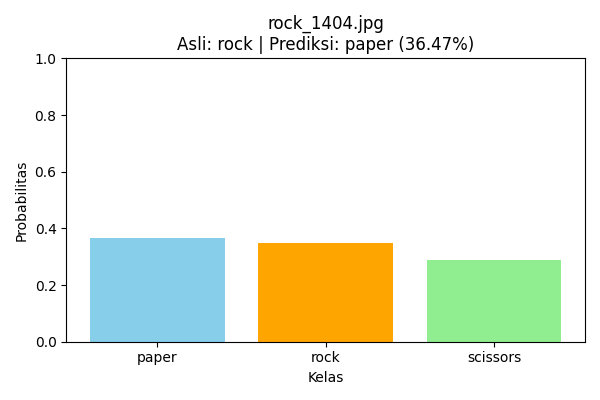 rock_1404.jpg
Asli: rock | Prediksi: paper (36.47%)
1.0
0.8
0.6
0.4
0.2
0.0
Probabilitas
paper rock scissors
Kelas